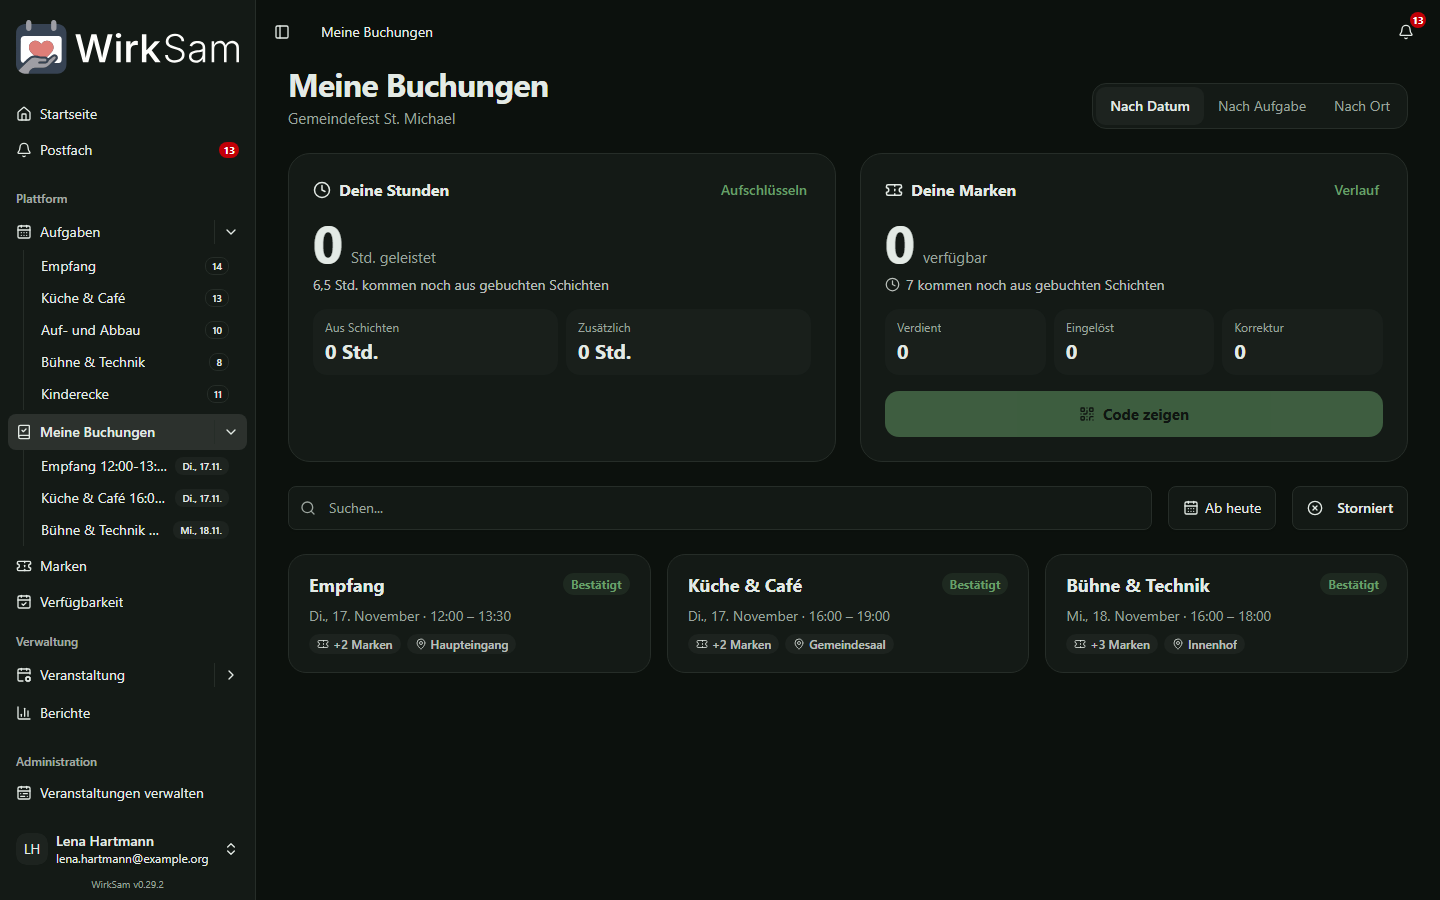 WirkSam
Startseite
Postfach
13
Plattform
Aufgaben
Empfang
14
Küche & Café
13
Auf- und Abbau
10
Bühne & Technik
8
Kinderecke
11
Meine Buchungen
Empfang 12:00-13:...
Di., 17.11.
Küche & Café 16:0...
Di., 17.11.
Bühne & Technik ...
Mi., 18.11.
Marken
Verfügbarkeit
Verwaltung
Veranstaltung
Berichte
Administration
Veranstaltungen verwalten
LH
Lena Hartmann
lena.hartmann@example.org
WirkSam v0.29.2
Meine Buchungen
13
Meine Buchungen
Gemeindefest St. Michael
Nach Datum
Nach Aufgabe
Nach Ort
Deine Stunden
Aufschlüsseln
0 Std. geleistet
6,5 Std. kommen noch aus gebuchten Schichten
Aus Schichten
0 Std.
Zusätzlich
0 Std.
Deine Marken
Verlauf
0 verfügbar
7 kommen noch aus gebuchten Schichten
Verdient
0
Eingelöst
0
Korrektur
0
Code zeigen
Suchen...
Ab heute
Storniert
Empfang
Bestätigt
Di., 17. November · 12:00 – 13:30
+2 Marken
Haupteingang
Küche & Café
Bestätigt
Di., 17. November · 16:00 – 19:00
+2 Marken
Gemeindesaal
Bühne & Technik
Bestätigt
Mi., 18. November · 16:00 – 18:00
+3 Marken
Innenhof